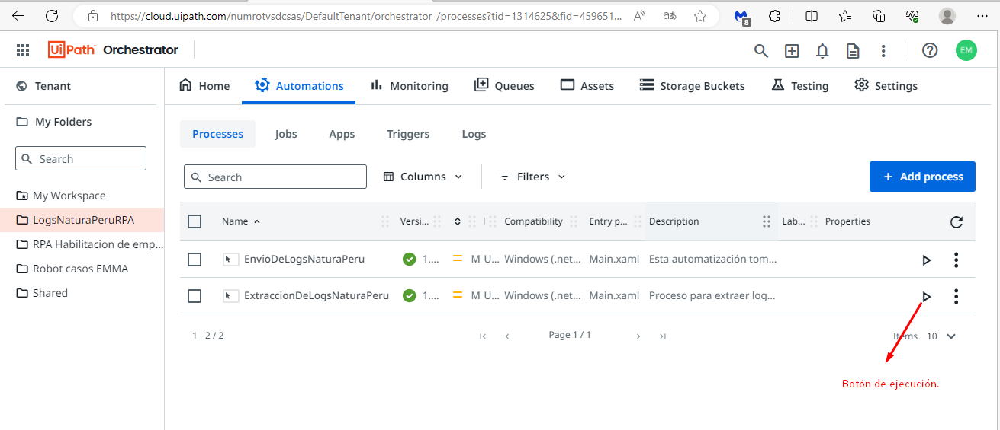 https://cloud.uipath.com/numrotvsdcsas/DefaultTenant/orchestrator_/processes?tid=1314625&fid=459651...
8
UiPath Orchestrator
EM
Tenant
My Folders
Search
My Workspace
LogsNaturaPeruRPA
RPA Habilitacion de emp...
Robot casos EMMA
Shared
Home Automations Monitoring Queues Assets Storage Buckets Testing Settings
Processes Jobs Apps Triggers Logs
Search Columns Filters + Add process
Name Versi... Compatibility Entry p... Description Lab... Properties
EnvioDeLogsNaturaPeru 1.... M U... Windows (.net... Main.xaml Esta automatización tom...
ExtraccionDeLogsNaturaPeru 1.... M U... Windows (.net... Main.xaml Proceso para extraer log...
1 - 2 / 2 Page 1 / 1 Items 10
Botón de ejecución.